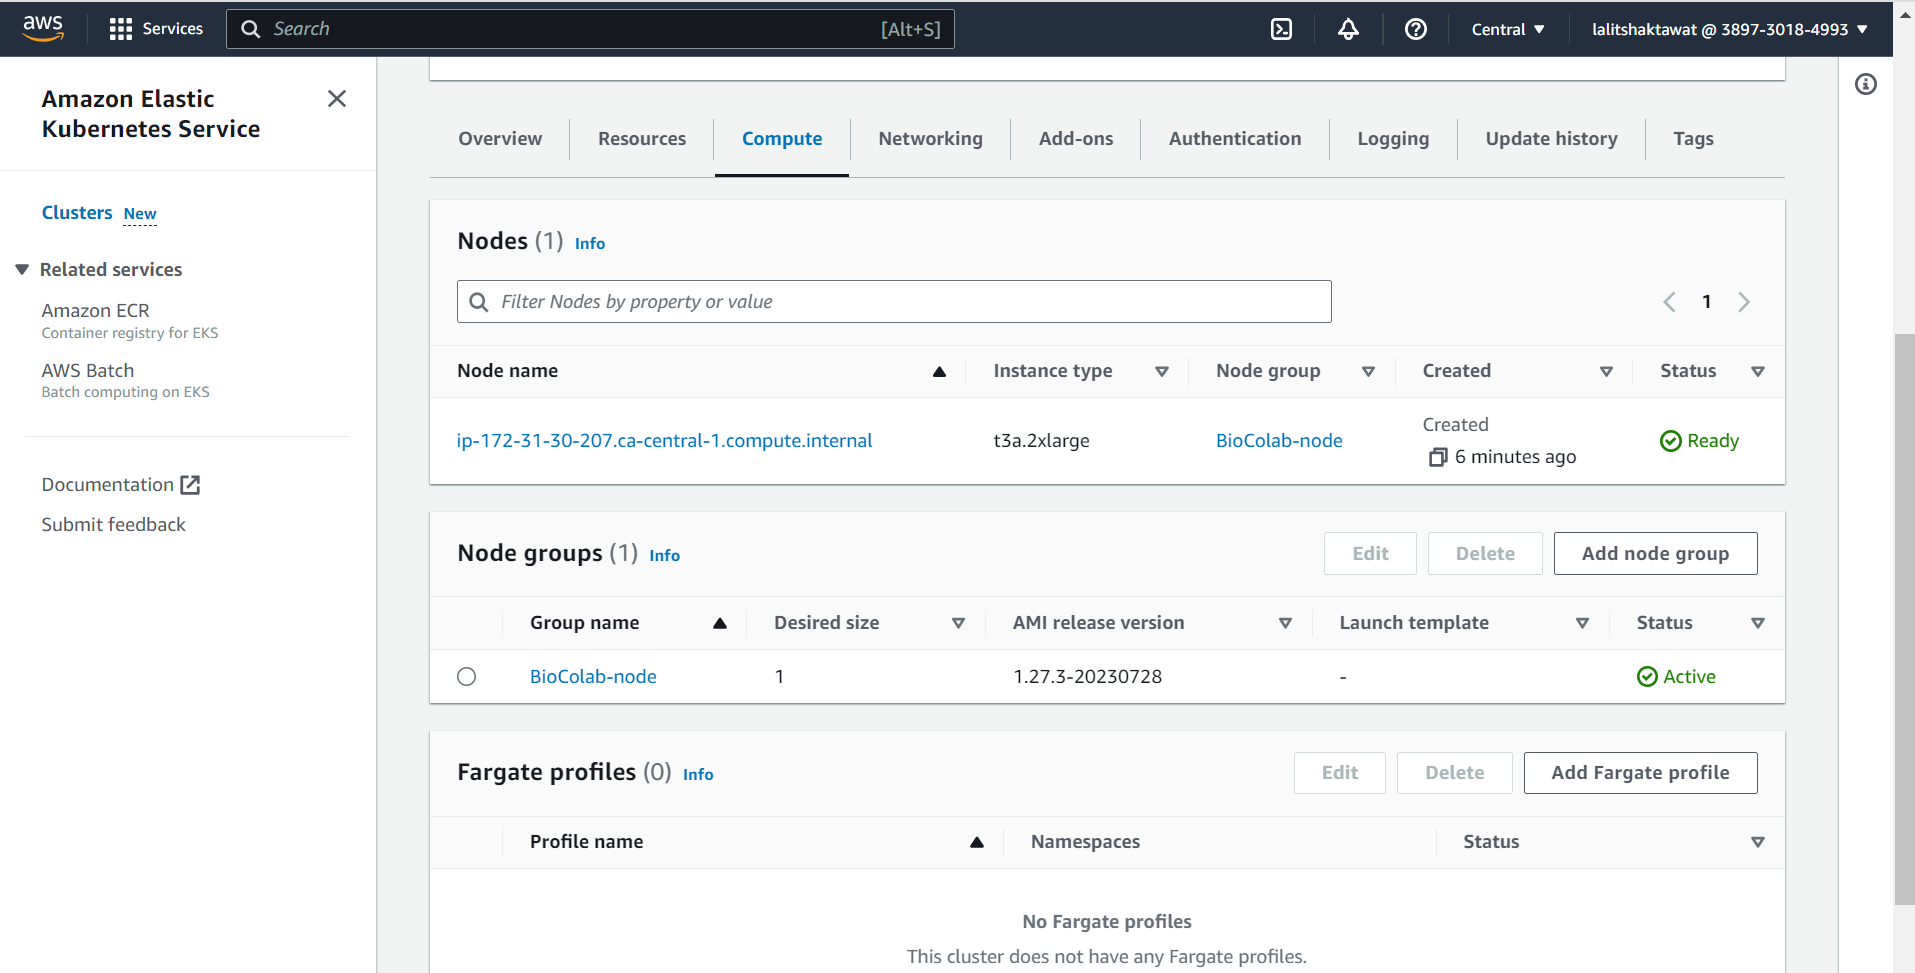 aws
Services
Search
[Alt+S]
Central
lalitshaktawat @ 3897-3018-4993
Amazon Elastic
Kubernetes Service
Clusters New
Related services
Amazon ECR
Container registry for EKS
AWS Batch
Batch computing on EKS
Documentation
Submit feedback
Overview
Resources
Compute
Networking
Add-ons
Authentication
Logging
Update history
Tags
Nodes (1) Info
Filter Nodes by property or value
1
Node name
Instance type
Node group
Created
Status
ip-172-31-30-207.ca-central-1.compute.internal
t3a.2xlarge
BioColab-node
Created
6 minutes ago
Ready
Node groups (1) Info
Edit
Delete
Add node group
Group name
Desired size
AMI release version
Launch template
Status
BioColab-node
1
1.27.3-20230728
-
Active
Fargate profiles (0) Info
Edit
Delete
Add Fargate profile
Profile name
Namespaces
Status
No Fargate profiles
This cluster does not have any Fargate profiles.